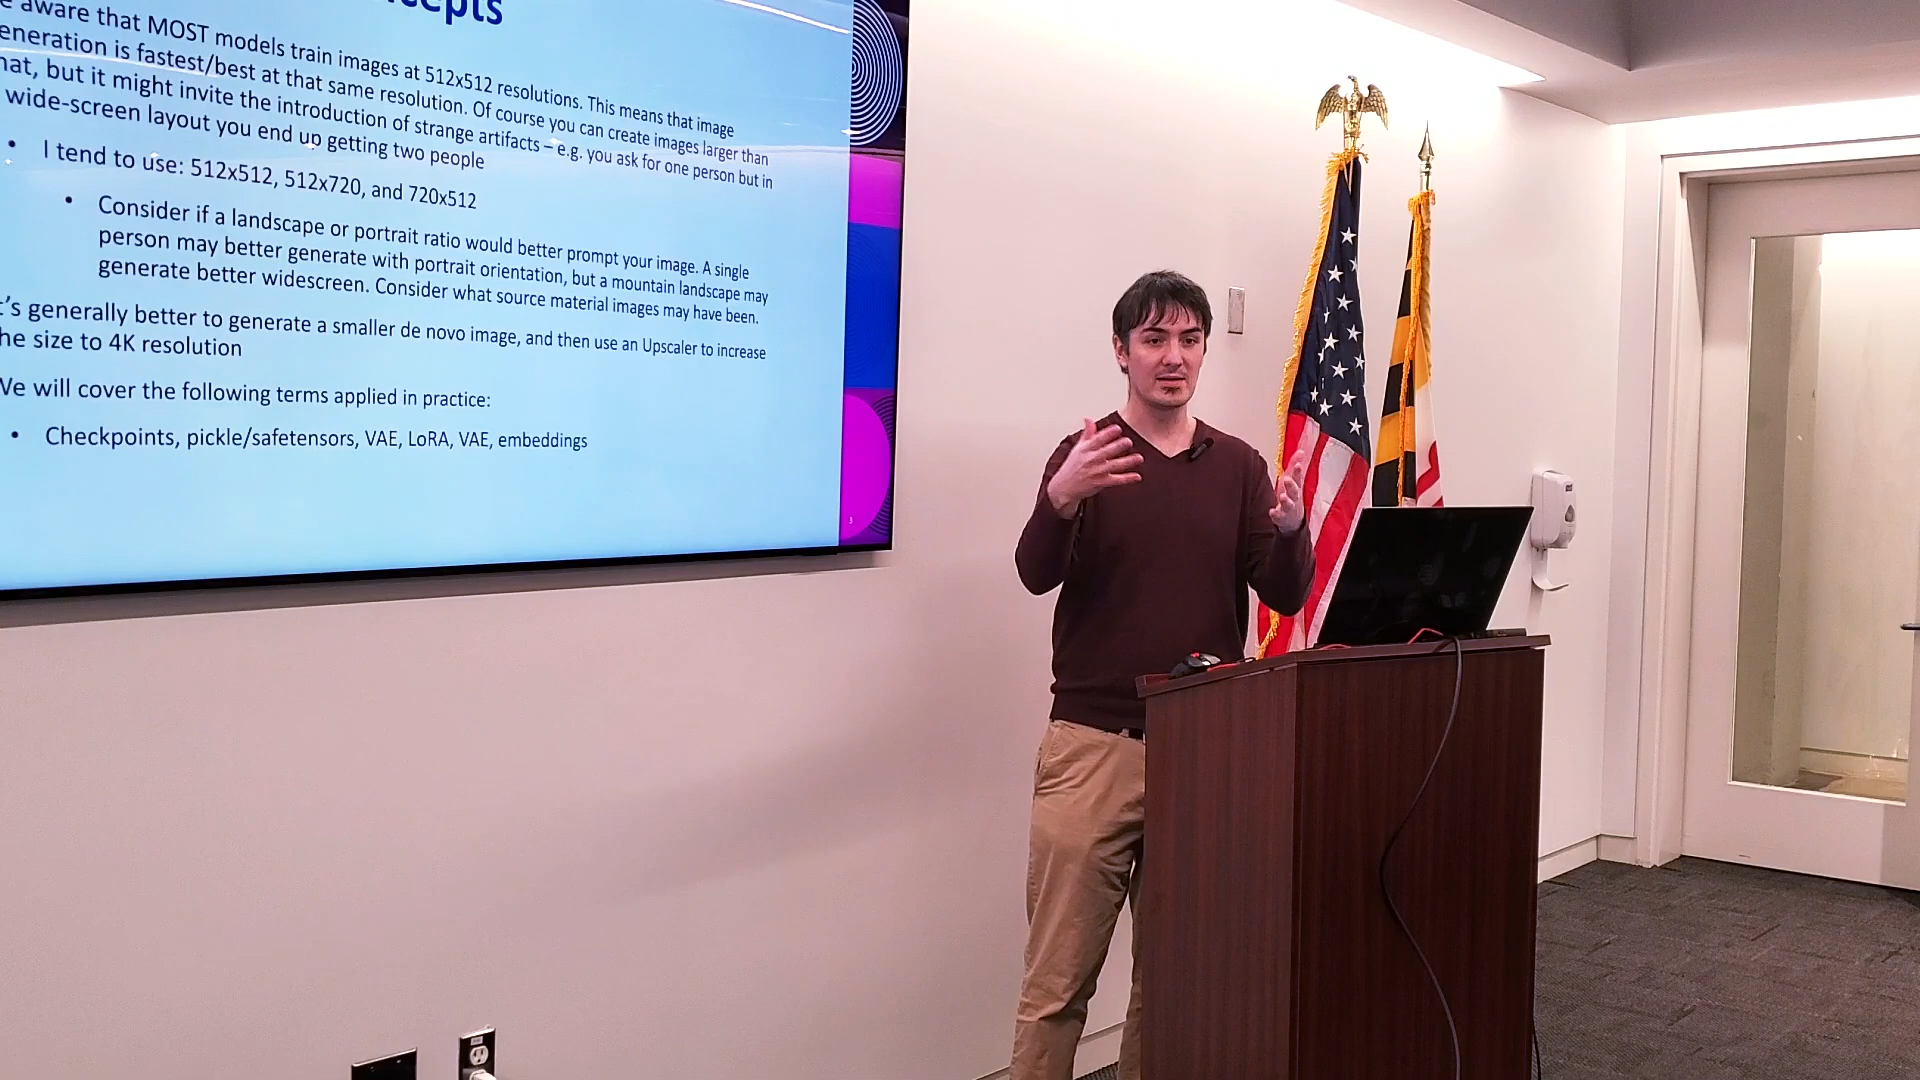 aware that MOST models train images at 512x512 resolutions. This means that image
eneration is fastest/best at that same resolution. Of course you can create images larger than
hat, but it might invite the introduction of strange artifacts – e.g. you ask for one person but in
wide-screen layout you end up getting two people
• I tend to use: 512x512, 512x720, and 720x512
• Consider if a landscape or portrait ratio would better prompt your image. A single
person may better generate with portrait orientation, but a mountain landscape may
generate better widescreen. Consider what source material images may have been.
t's generally better to generate a smaller de novo image, and then use an Upscaler to increase
he size to 4K resolution
We will cover the following terms applied in practice:
• Checkpoints, pickle/safetensors, VAE, LoRA, VAE, embeddings
3